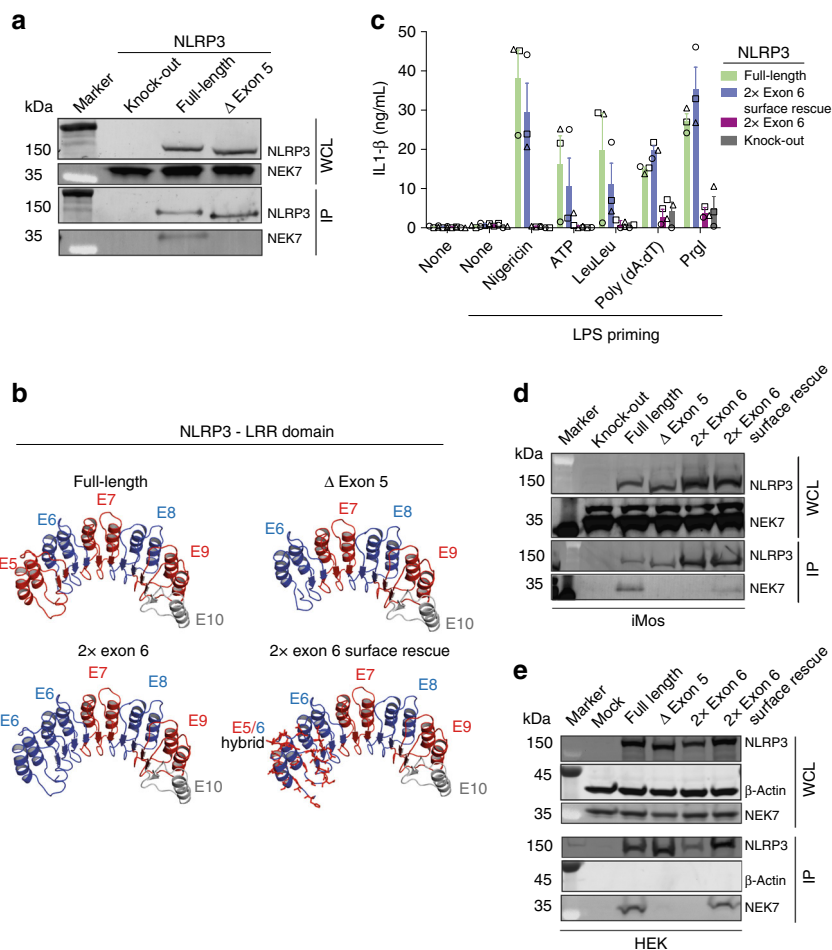 a
NLRP3
Marker
Knock-out
Full-length
Δ Exon 5
kDa
150
NLRP3
35
NEK7
WCL
150
NLRP3
35
NEK7
IP
b
NLRP3 - LRR domain
Full-length
E5
E6
E7
E8
E9
E10
Δ Exon 5
E6
E7
E8
E9
E10
2× exon 6
E6
E6
E7
E8
E9
E10
2× exon 6 surface rescue
E5/6
hybrid
E7
E8
E9
E10
c
IL1-β (ng/mL)
50
40
30
20
10
0
None
None
Nigericin
ATP
LeuLeu
Poly (dA:dT)
PrgI
LPS priming
NLRP3
Full-length
2× Exon 6
surface rescue
2× Exon 6
Knock-out
d
Marker
Knock-out
Full length
Δ Exon 5
2× Exon 6
2× Exon 6
surface rescue
kDa
150
NLRP3
35
NEK7
WCL
150
NLRP3
35
NEK7
IP
iMos
e
Marker
Mock
Full length
Δ Exon 5
2× Exon 6
2× Exon 6
surface rescue
kDa
150
NLRP3
45
β-Actin
35
NEK7
WCL
150
NLRP3
45
β-Actin
35
NEK7
IP
HEK